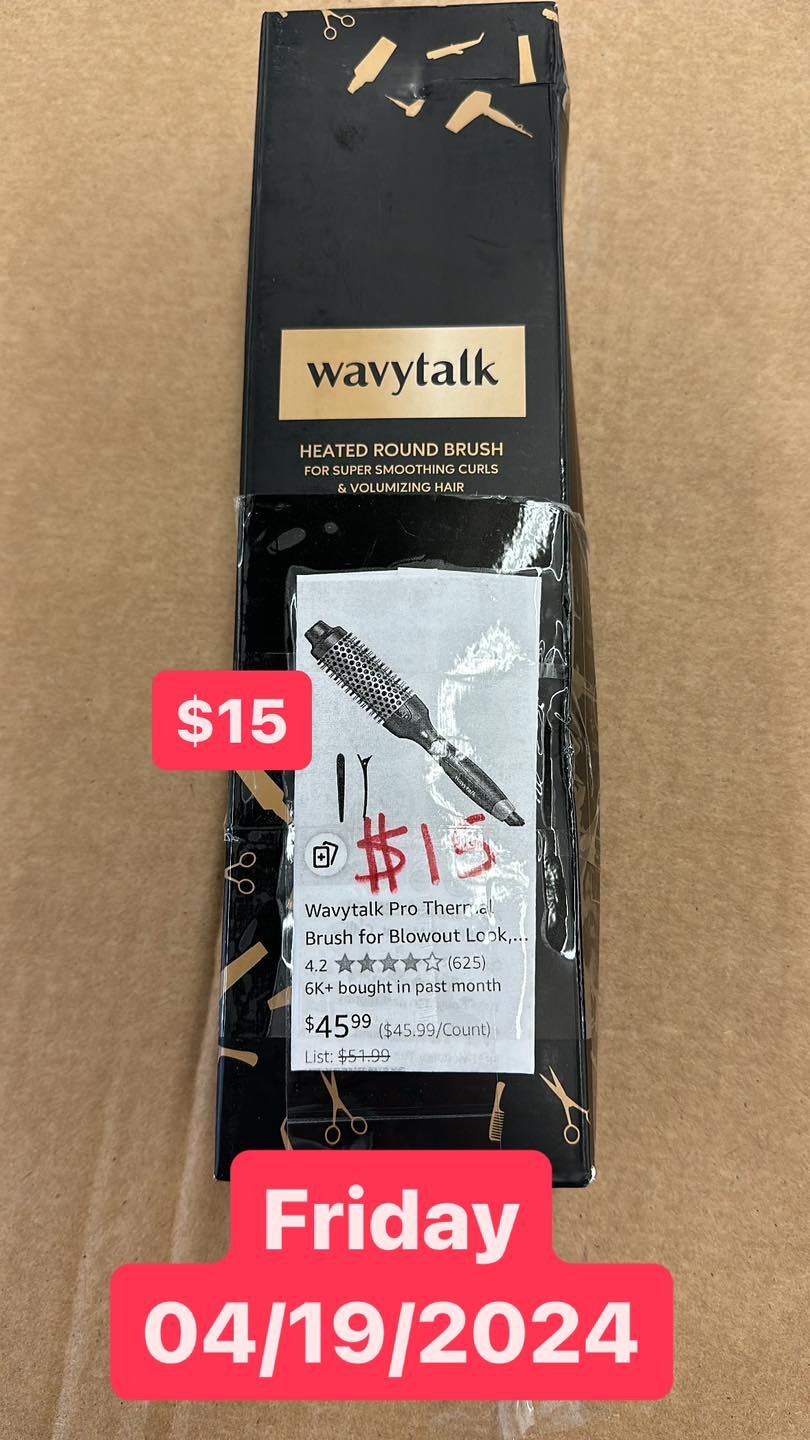 wavytalk
HEATED ROUND BRUSH
FOR SUPER SMOOTHING CURLS
& VOLUMIZING HAIR
$15
$15
Wavytalk Pro Thermal
Brush for Blowout Look,...
4.2 ★★★★☆ (625)
6K+ bought in past month
$45.99 ($45.99/Count)
List: $51.99
Friday
04/19/2024